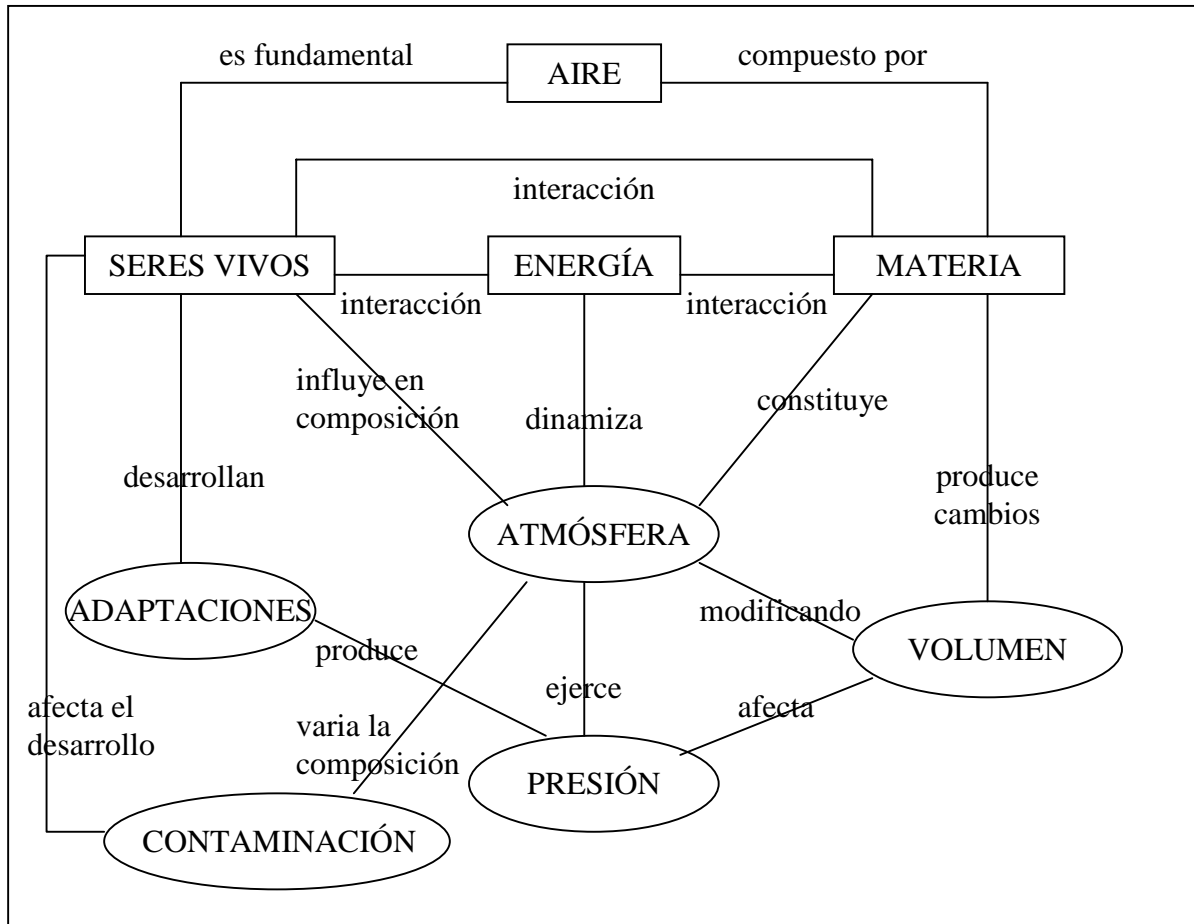 es fundamental
AIRE
compuesto por
interacción
SERES VIVOS
ENERGÍA
MATERIA
interacción
interacción
influye en
composición
dinamiza
constituye
desarrollan
produce
cambios
ATMÓSFERA
ADAPTACIONES
modificando
VOLUMEN
produce
ejerce
afecta
afecta el
desarrollo
varia la
composición
PRESIÓN
CONTAMINACIÓN